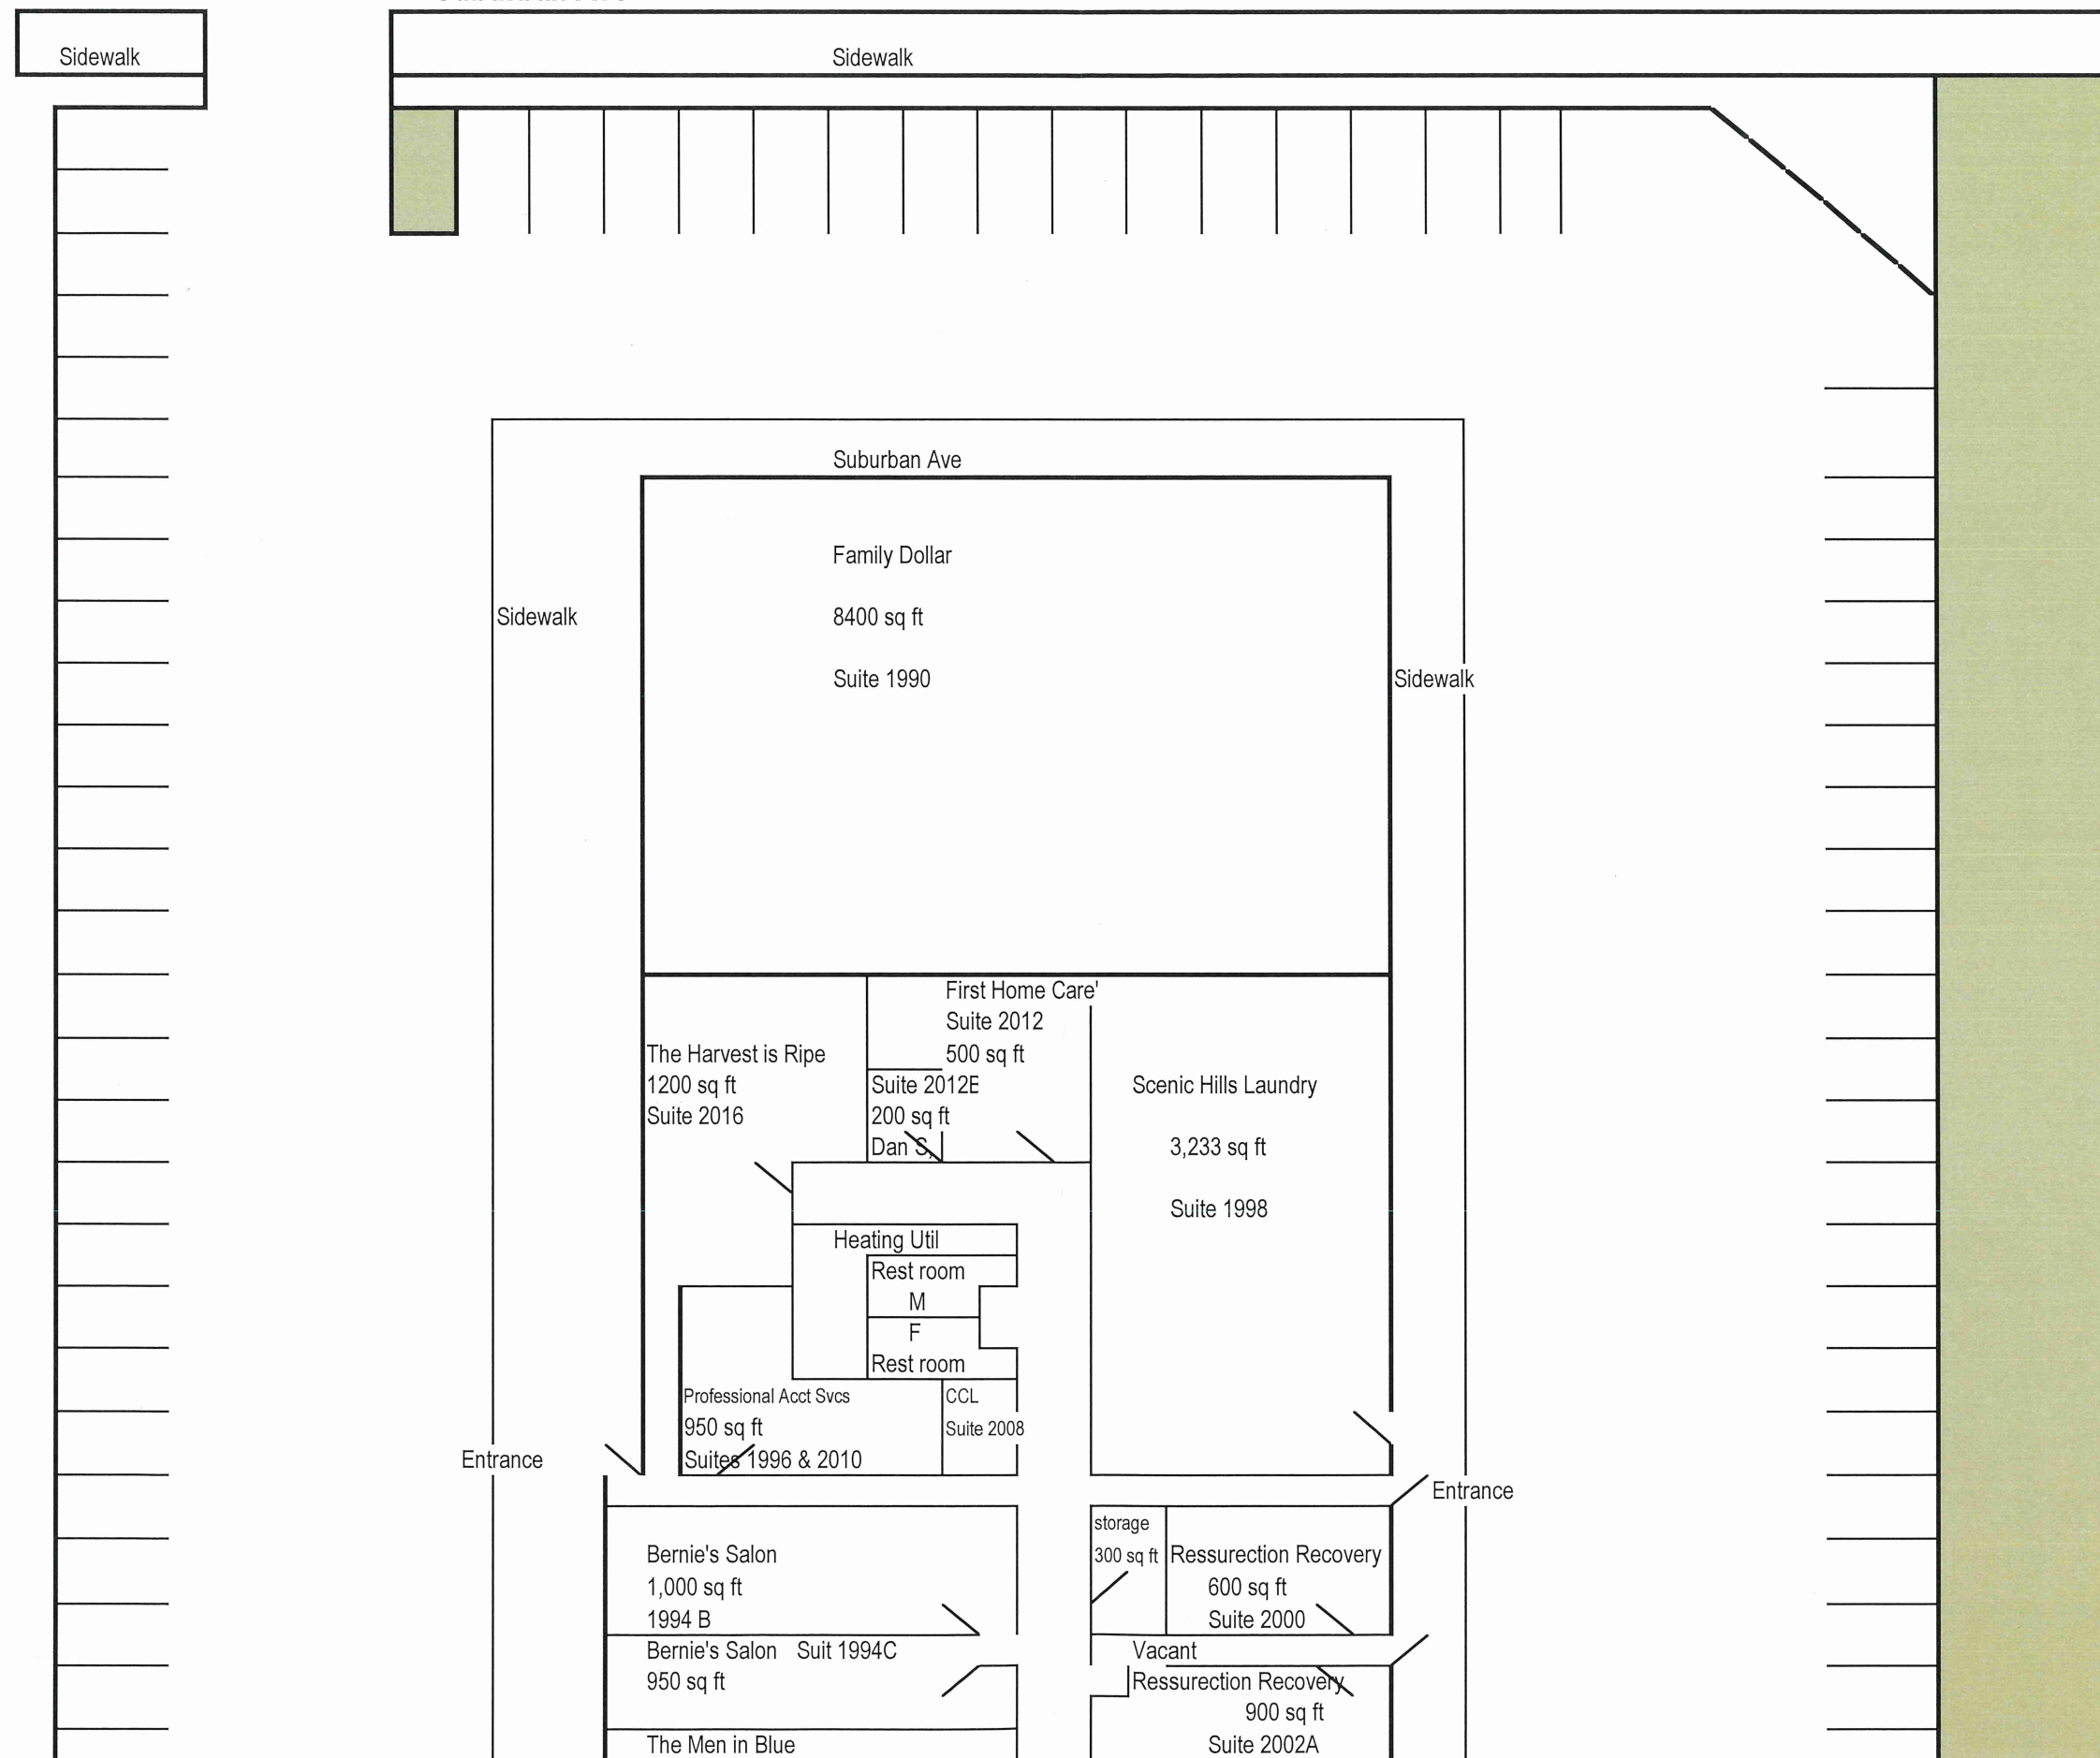 Sidewalk
Sidewalk
Suburban Ave
Family Dollar
8400 sq ft
Suite 1990
Sidewalk
Sidewalk
First Home Care'
Suite 2012
500 sq ft
The Harvest is Ripe
1200 sq ft
Suite 2016
Suite 2012E
200 sq ft
Dan S,
Scenic Hills Laundry
3,233 sq ft
Suite 1998
Heating Util
Rest room
M
F
Rest room
Professional Acct Svcs
950 sq ft
Suites 1996 & 2010
CCL
Suite 2008
Entrance
Entrance
Bernie's Salon
1,000 sq ft
1994 B
storage
300 sq ft
Ressurection Recovery
600 sq ft
Suite 2000
Bernie's Salon Suit 1994C
950 sq ft
Vacant
Ressurection Recovery
900 sq ft
Suite 2002A
The Men in Blue